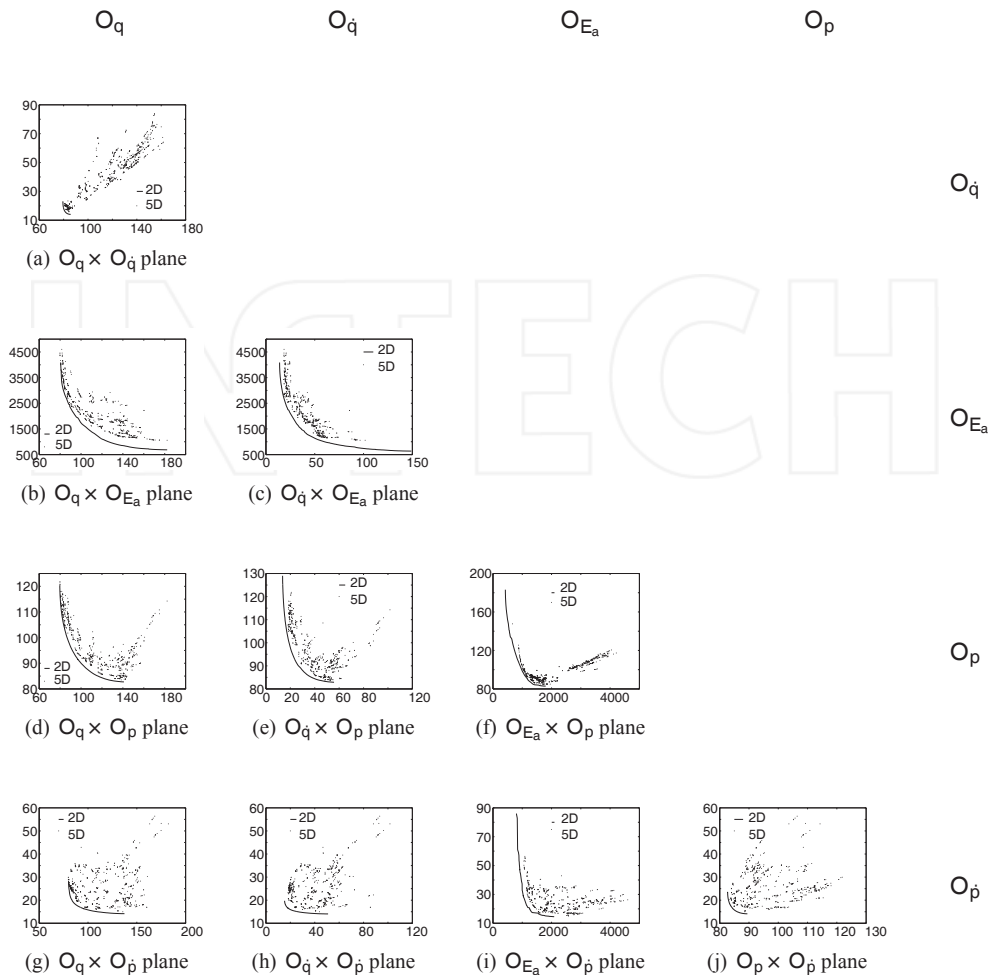 O_q O_q̇ O_Ea O_p
90
70
50
30
10
60 100 140 180
– 2D
· 5D
O_q̇
(a) O_q × O_q̇ plane
INTECH
4500
3500
2500
1500
500
60 100 140 180
– 2D
5D
(b) O_q × O_Ea plane
4500
3500
2500
1500
500
0 50 100 150
— 2D
5D
(c) O_q̇ × O_Ea plane
O_Ea
120
110
100
90
80
60 100 140 180
– 2D
5D
(d) O_q × O_p plane
130
120
110
100
90
80
0 20 40 60 80 100 120
– 2D
5D
(e) O_q̇ × O_p plane
200
160
120
80
0 2000 4000
- 2D
5D
(f) O_Ea × O_p plane
O_p
60
50
40
30
20
10
50 100 150 200
– 2D
5D
(g) O_q × O_ṗ plane
60
50
40
30
20
10
0 40 80 120
– 2D
5D
(h) O_q̇ × O_ṗ plane
90
70
50
30
10
0 2000 4000
- 2D
5D
(i) O_Ea × O_ṗ plane
60
50
40
30
20
10
80 90 100 110 120 130
— 2D
5D
(j) O_p × O_ṗ plane
O_ṗ